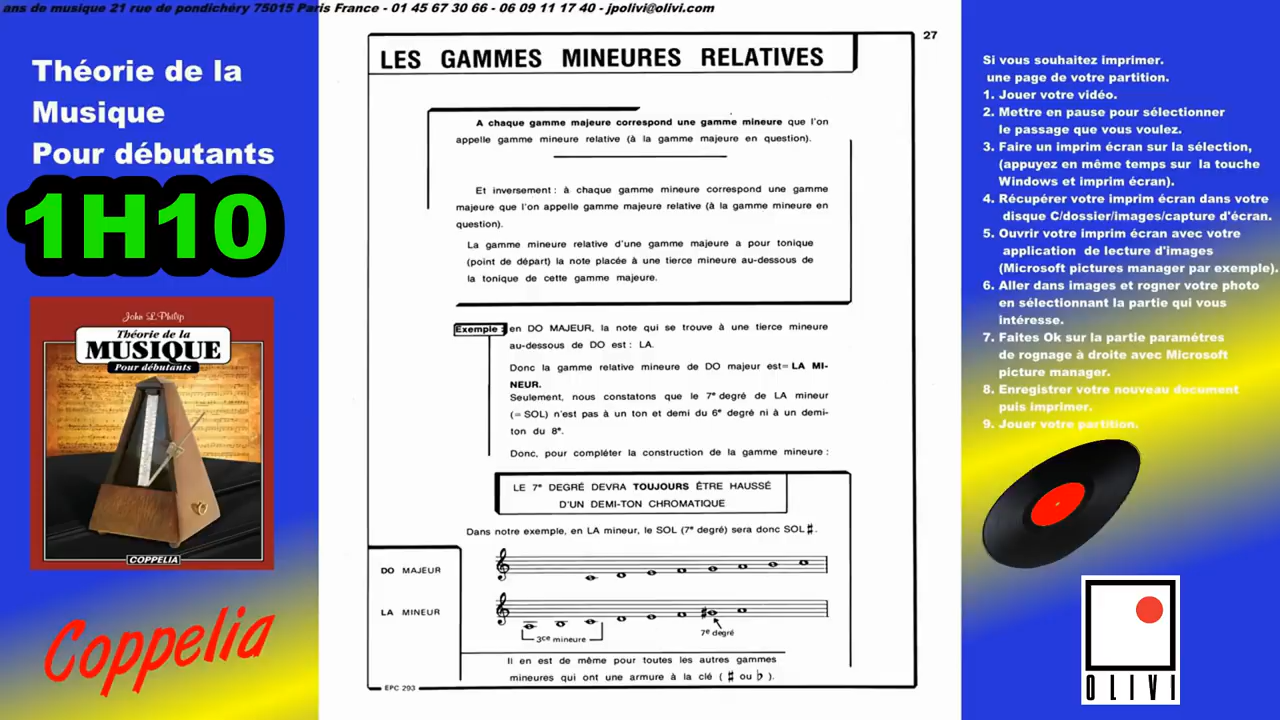 ans de musique 21 rue de pondichéry 75015 Paris France - 01 45 67 30 66 - 06 09 11 17 40 - jpolivi@olivi.com
Théorie de la
Musique
Pour débutants
1H10
John L. Philip
Théorie de la
MUSIQUE
Pour débutants
COPPELIA
Coppelia
27
LES GAMMES MINEURES RELATIVES
A chaque gamme majeure correspond une gamme mineure que l'on
appelle gamme mineure relative (à la gamme majeure en question).
Et inversement : à chaque gamme mineure correspond une gamme
majeure que l'on appelle gamme majeure relative (à la gamme mineure en
question).
La gamme mineure relative d'une gamme majeure a pour tonique
(point de départ) la note placée à une tierce mineure au-dessous de
la tonique de cette gamme majeure.
Exemple : en DO MAJEUR, la note qui se trouve à une tierce mineure
au-dessous de DO est : LA.
Donc la gamme relative mineure de DO majeur est= LA MI-
NEUR.
Seulement, nous constatons que le 7e degré de LA mineur
(= SOL) n'est pas à un ton et demi du 6e degré ni à un demi-
ton du 8e.
Donc, pour compléter la construction de la gamme mineure :
LE 7e DEGRÉ DEVRA TOUJOURS ÊTRE HAUSSÉ
D'UN DEMI-TON CHROMATIQUE
Dans notre exemple, en LA mineur, le SOL (7e degré) sera donc SOL♯.
DO MAJEUR
LA MINEUR
3ce mineure
7e degré
Il en est de même pour toutes les autres gammes
mineures qui ont une armure à la clé ( ♯ ou ♭ ).
EPC 293
Si vous souhaitez imprimer.
une page de votre partition.
1. Jouer votre vidéo.
2. Mettre en pause pour sélectionner
le passage que vous voulez.
3. Faire un imprim écran sur la sélection,
(appuyez en même temps sur la touche
Windows et imprim écran).
4. Récupérer votre imprim écran dans votre
disque C/dossier/images/capture d'écran.
5. Ouvrir votre imprim écran avec votre
application de lecture d'images
(Microsoft pictures manager par exemple).
6. Aller dans images et rogner votre photo
en sélectionnant la partie qui vous
intéresse.
7. Faites Ok sur la partie paramétres
de rognage à droite avec Microsoft
picture manager.
8. Enregistrer votre nouveau document
puis imprimer.
9. Jouer votre partition.
OLIVI